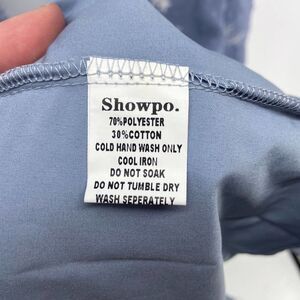 Showpo.
70%POLYESTER
30%COTTON
COLD HAND WASH ONLY
COOL IRON
DO NOT SOAK
DO NOT TUMBLE DRY
WASH SEPERATELY